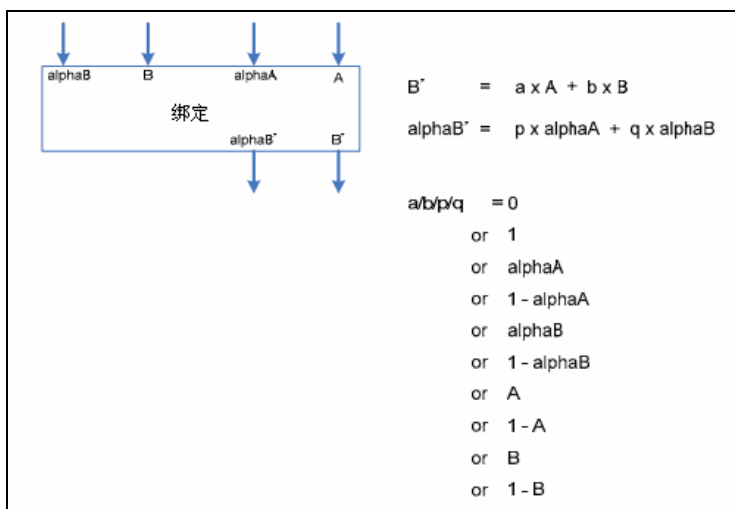 alphaB B alphaA A
绑定
alphaB* B*
B* = a x A + b x B
alphaB* = p x alphaA + q x alphaB
a/b/p/q = 0
or 1
or alphaA
or 1-alphaA
or alphaB
or 1-alphaB
or A
or 1-A
or B
or 1-B